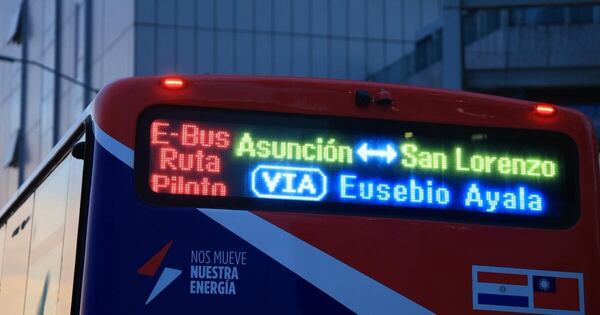 E-Bus
Ruta
Piloto
Asunción ↔ San Lorenzo
VIA Eusebio Ayala
NOS MUEVE
NUESTRA
ENERGÍA